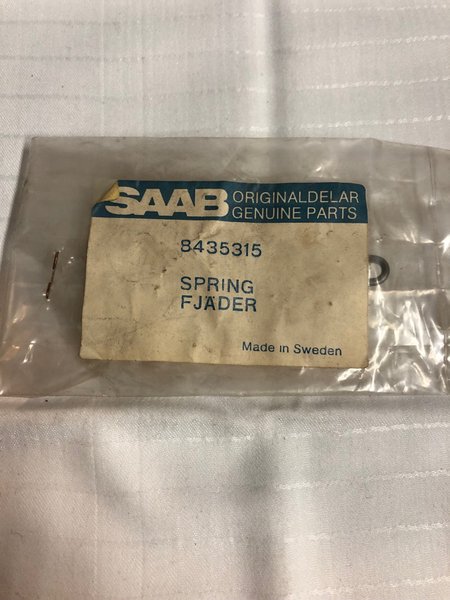 SAAB ORIGINALDELAR
GENUINE PARTS
8435315
SPRING
FJÄDER
Made in Sweden